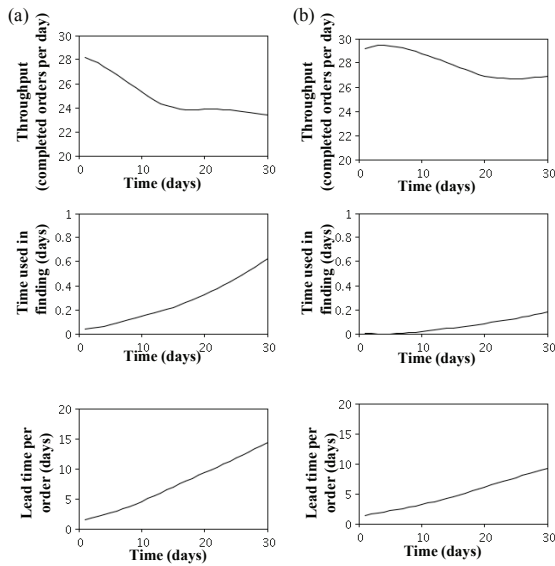 (a)
Throughput
(completed orders per day)
30
28
26
24
22
20
0
10
20
30
Time (days)
Time used in
finding (days)
1
0.8
0.6
0.4
0.2
0
0
10
20
30
Time (days)
Lead time per
order (days)
20
15
10
5
0
0
10
20
30
Time (days)
(b)
Throughput
(completed orders per day)
30
28
26
24
22
20
0
10
20
30
Time (days)
Time used in
finding (days)
1
0.8
0.6
0.4
0.2
0
0
10
20
30
Time (days)
Lead time per
order (days)
20
15
10
5
0
0
10
20
30
Time (days)